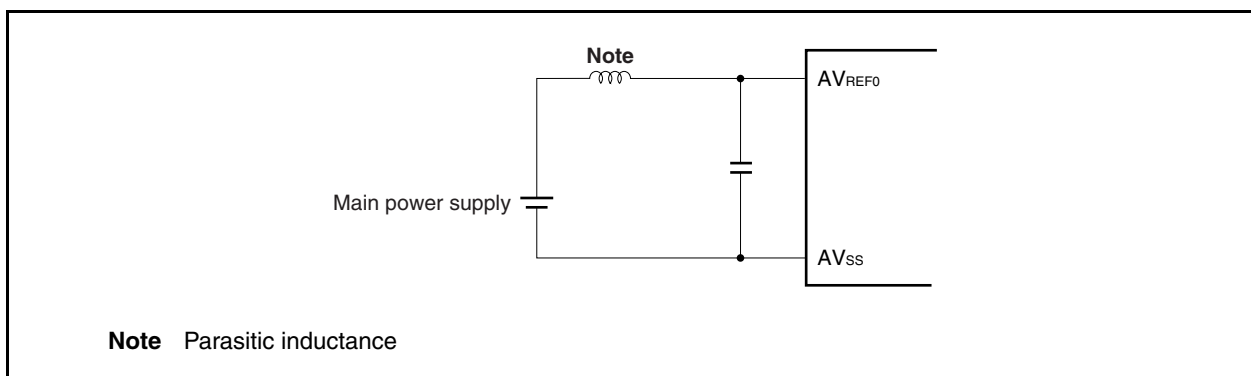 Note
AVREF0
Main power supply
AVSS
Note Parasitic inductance